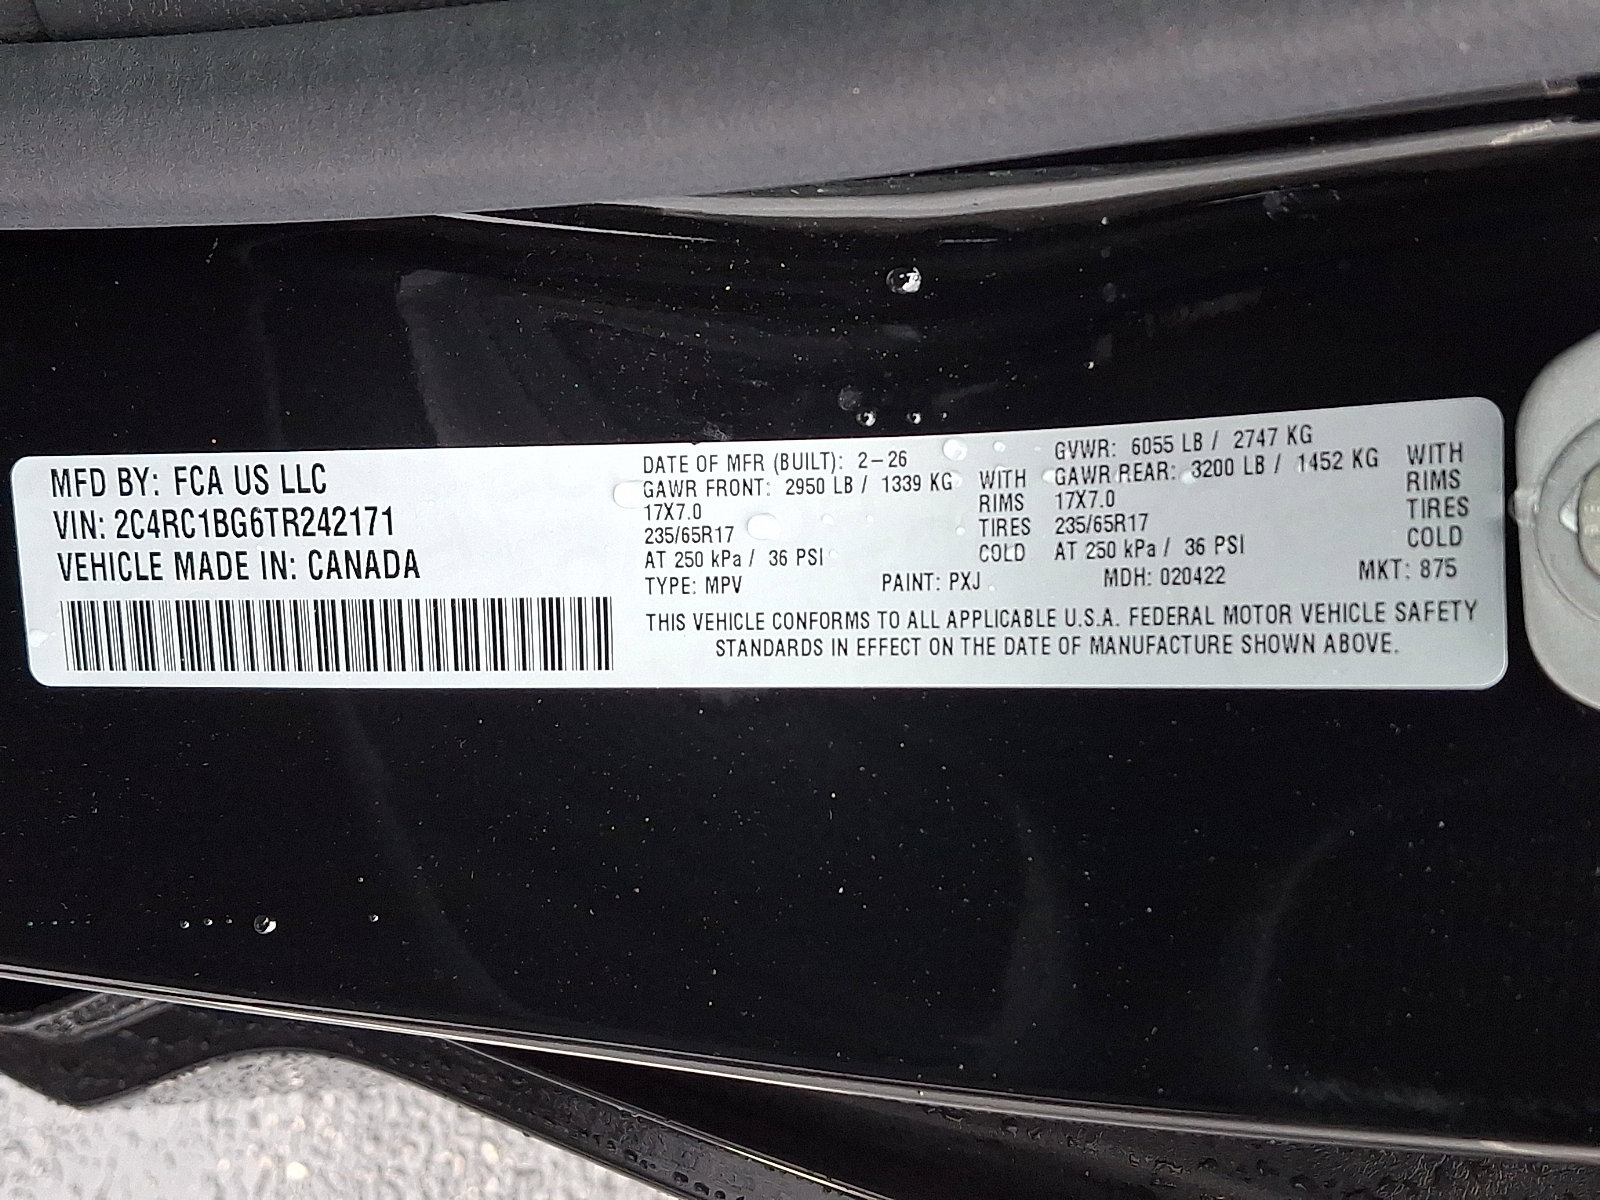 MFD BY: FCA US LLC
VIN: 2C4RC1BG6TR242171
VEHICLE MADE IN: CANADA
DATE OF MFR (BUILT): 2-26
GAWR FRONT: 2950 LB / 1339 KG WITH
17X7.0 RIMS
235/65R17 TIRES
AT 250 kPa / 36 PSI COLD
GVWR: 6055 LB / 2747 KG
GAWR REAR: 3200 LB / 1452 KG WITH
17X7.0 RIMS
235/65R17 TIRES
AT 250 kPa / 36 PSI COLD
TYPE: MPV PAINT: PXJ MDH: 020422 MKT: 875
THIS VEHICLE CONFORMS TO ALL APPLICABLE U.S.A. FEDERAL MOTOR VEHICLE SAFETY
STANDARDS IN EFFECT ON THE DATE OF MANUFACTURE SHOWN ABOVE.